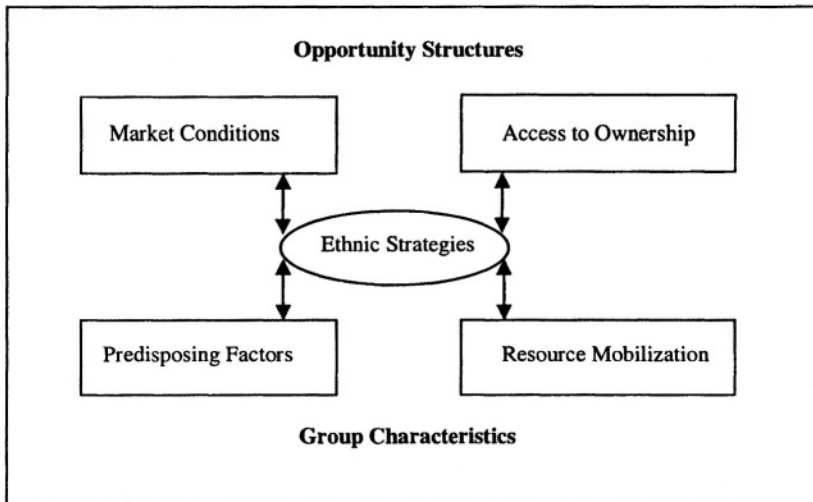 Opportunity Structures
Market Conditions
Access to Ownership
Ethnic Strategies
Predisposing Factors
Resource Mobilization
Group Characteristics